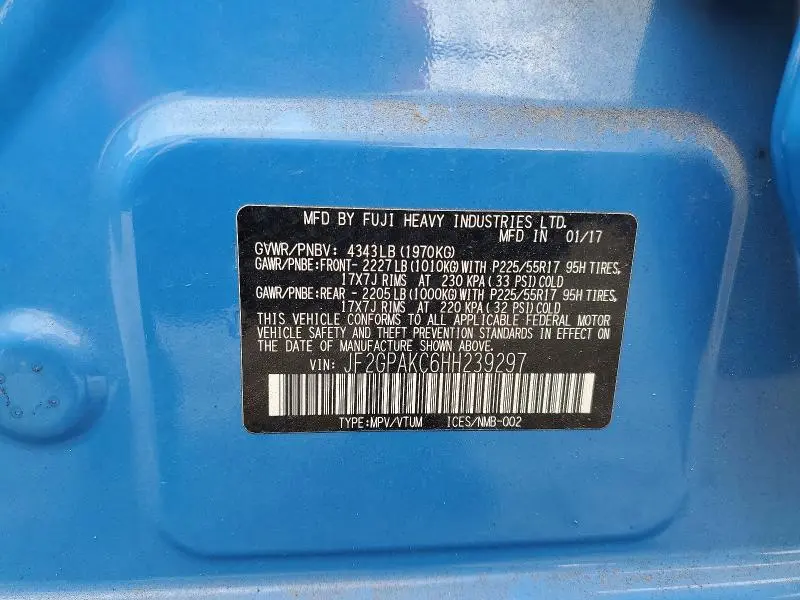 MFD BY FUJI HEAVY INDUSTRIES LTD.
MFD IN 01/17
GVWR/PNBV: 4343LB (1970KG)
GAWR/PNBE:FRONT- 2227LB (1010KG) WITH P225/55R17 95H TIRES,
17X7J RIMS AT 230 KPA ( 33 PSI) COLD
GAWR/PNBE:REAR - 2205LB (1000KG) WITH P225/55R17 95H TIRES,
17X7J RIMS AT 220 KPA ( 32 PSI) COLD
THIS VEHICLE CONFORMS TO ALL APPLICABLE FEDERAL MOTOR
VEHICLE SAFETY AND THEFT PREVENTION STANDARDS IN EFFECT ON
THE DATE OF MANUFACTURE SHOWN ABOVE.
VIN: JF2GPAKC6HH239297
TYPE:MPV/VTUM ICES/NMB-002